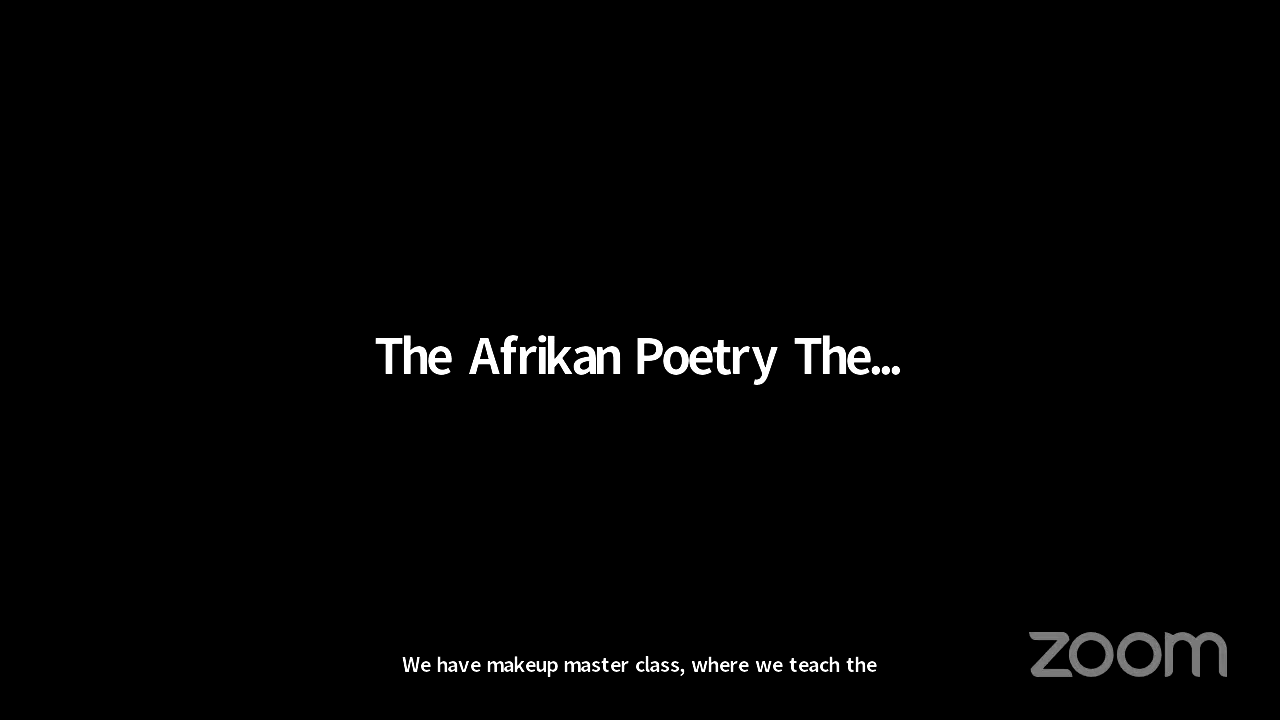 The Afrikan Poetry The...
We have makeup master class, where we teach the
zoom